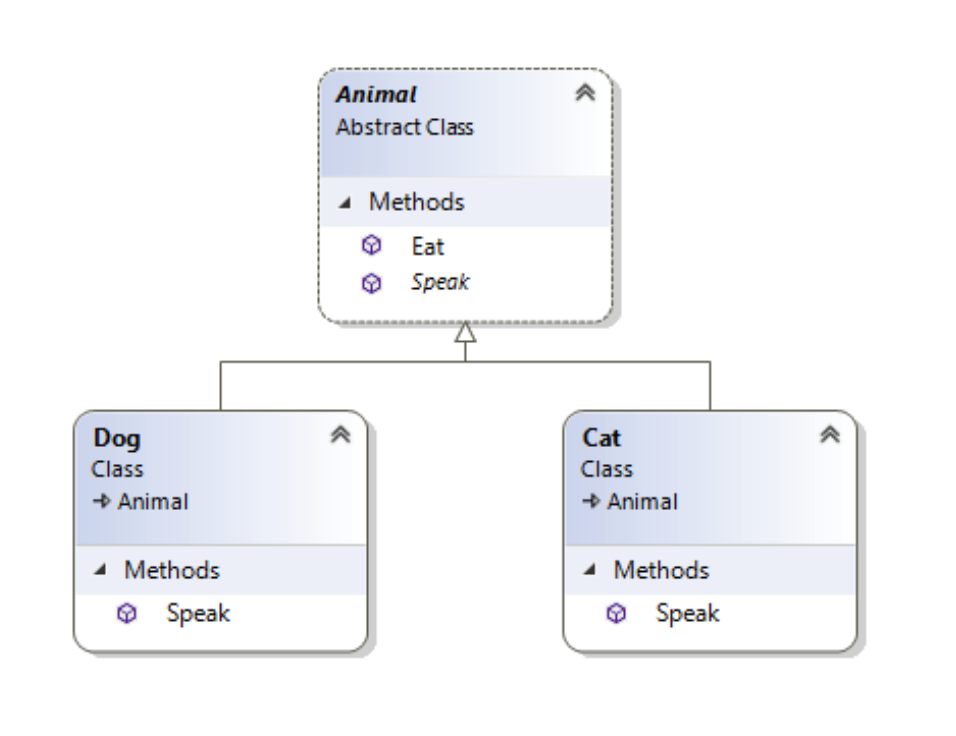 Animal
Abstract Class
Methods
Eat
Speak
Dog
Class
Animal
Methods
Speak
Cat
Class
Animal
Methods
Speak